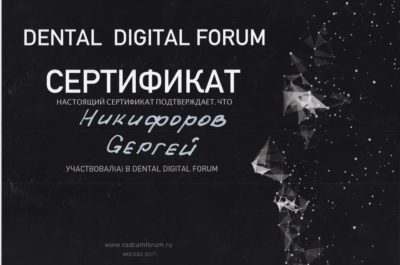 DENTAL DIGITAL FORUM
СЕРТИФИКАТ
НАСТОЯЩИЙ СЕРТИФИКАТ ПОДТВЕРЖДАЕТ, ЧТО
Никифоров
Сергей
УЧАСТВОВАЛ(А) В DENTAL DIGITAL FORUM
www.cadcamforum.ru
МОСКВА 2017 г.